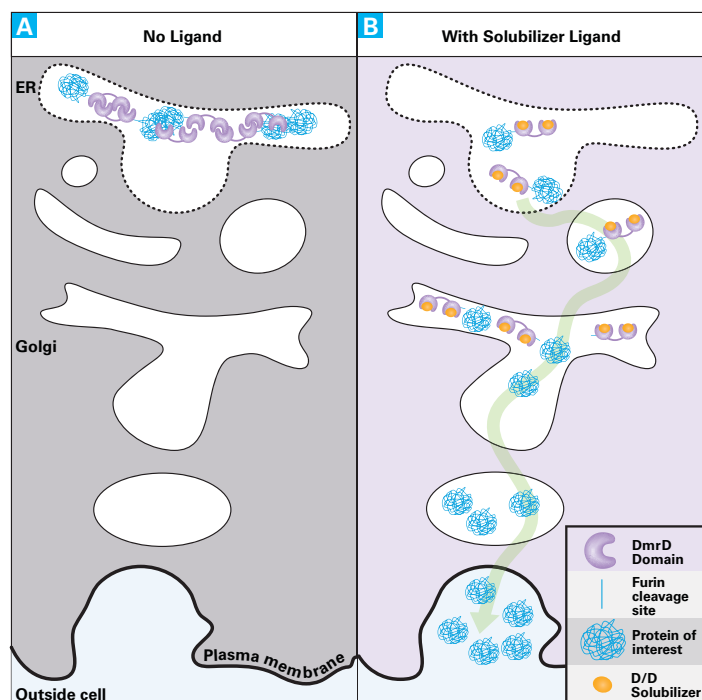 A
No Ligand
B
With Solubilizer Ligand
ER
Golgi
Plasma membrane
Outside cell
DmrD
Domain
Furin
cleavage
site
Protein of
interest
D/D
Solubilizer